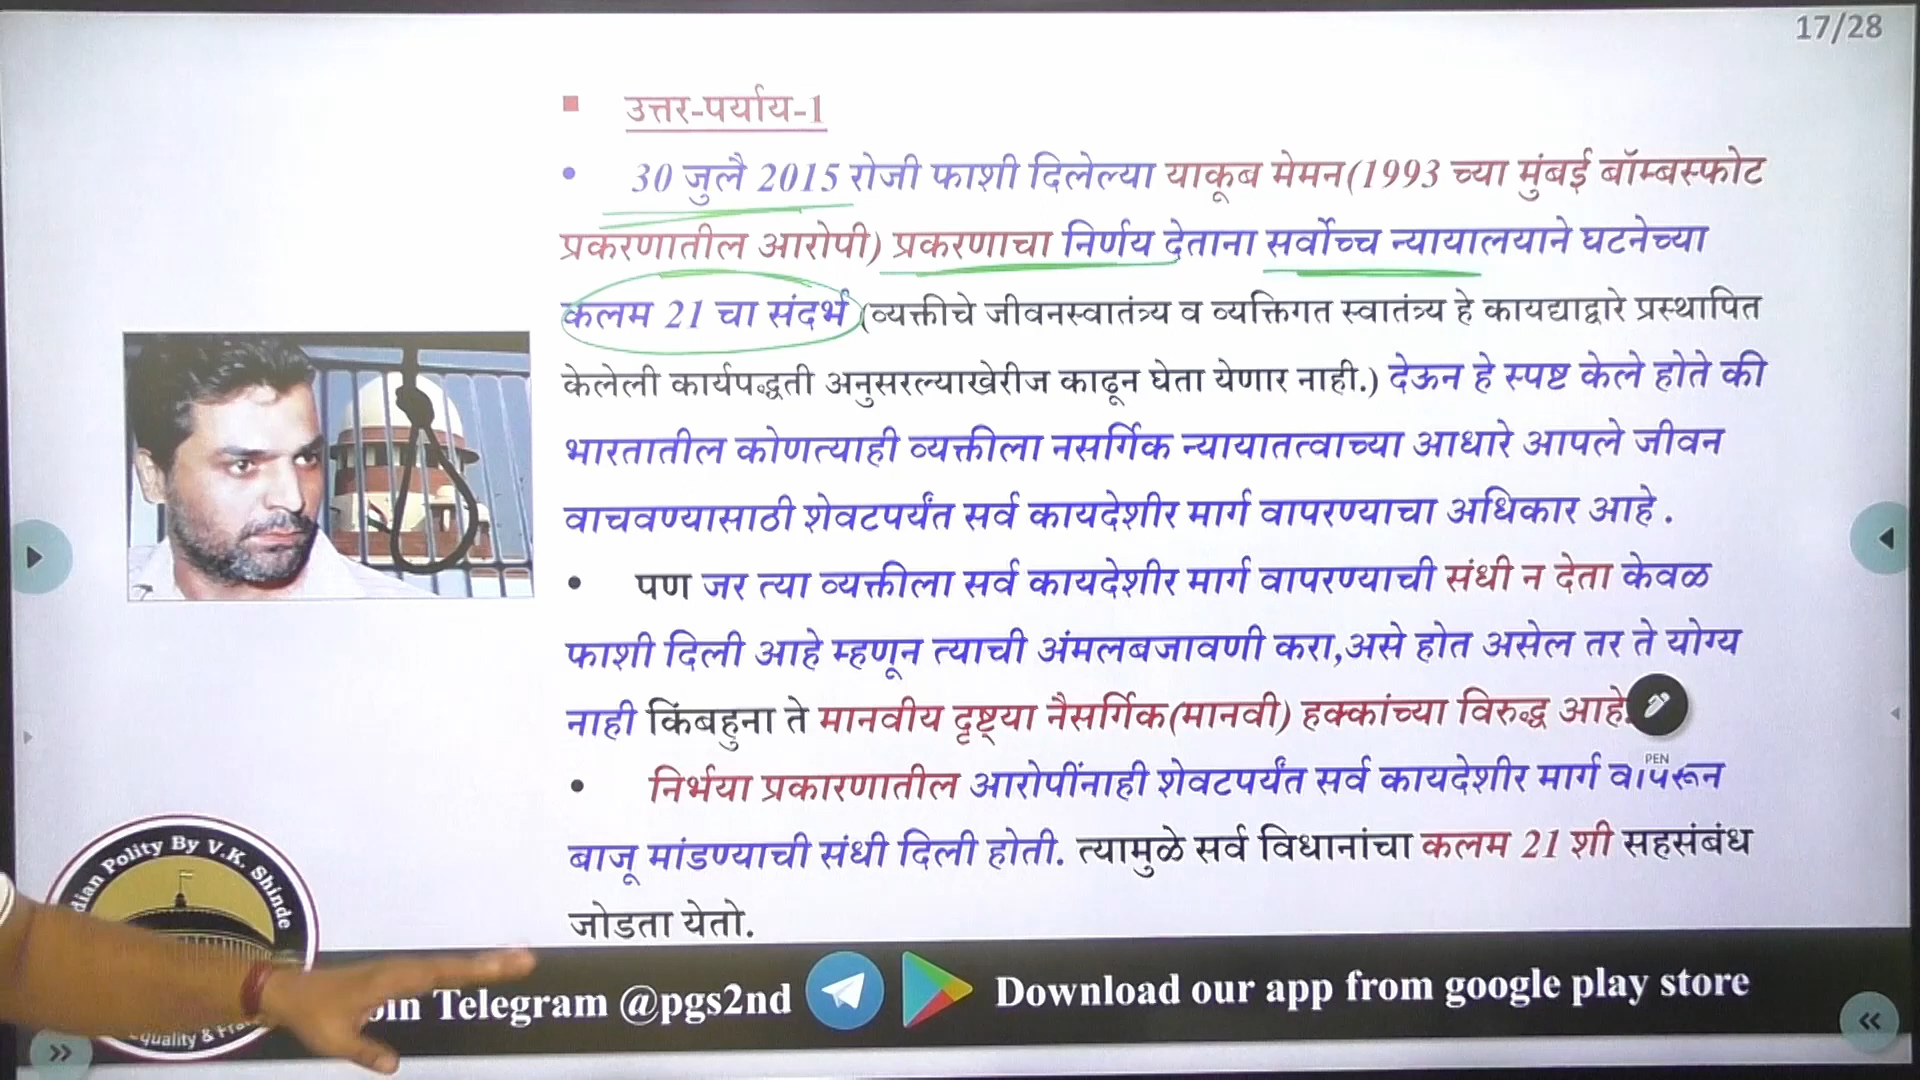 17/28
उत्तर-पर्याय-1
30 जुलै 2015 रोजी फाशी दिलेल्या याकूब मेमन(1993 च्या मुंबई बॉम्बस्फोट
प्रकरणातील आरोपी) प्रकरणाचा निर्णय देताना सर्वोच्च न्यायालयाने घटनेच्या
कलम 21 चा संदर्भ (व्यक्तीचे जीवनस्वातंत्र्य व व्यक्तिगत स्वातंत्र्य हे कायद्याद्वारे प्रस्थापित
केलेली कार्यपद्धती अनुसरल्याखेरीज काढून घेता येणार नाही.) देऊन हे स्पष्ट केले होते की
भारतातील कोणत्याही व्यक्तीला नसर्गिक न्यायातत्वाच्या आधारे आपले जीवन
वाचवण्यासाठी शेवटपर्यंत सर्व कायदेशीर मार्ग वापरण्याचा अधिकार आहे .
पण जर त्या व्यक्तीला सर्व कायदेशीर मार्ग वापरण्याची संधी न देता केवळ
फाशी दिली आहे म्हणून त्याची अंमलबजावणी करा,असे होत असेल तर ते योग्य
नाही किंबहुना ते मानवीय दृष्ट्या नैसर्गिक(मानवी) हक्कांच्या विरुद्ध आहे.
PEN
निर्भया प्रकारणातील आरोपींनाही शेवटपर्यंत सर्व कायदेशीर मार्ग वापरून
बाजू मांडण्याची संधी दिली होती. त्यामुळे सर्व विधानांचा कलम 21 शी सहसंबंध
जोडता येतो.
Polity By V.K. Shinde
in Telegram @pgs2nd
Download our app from google play store